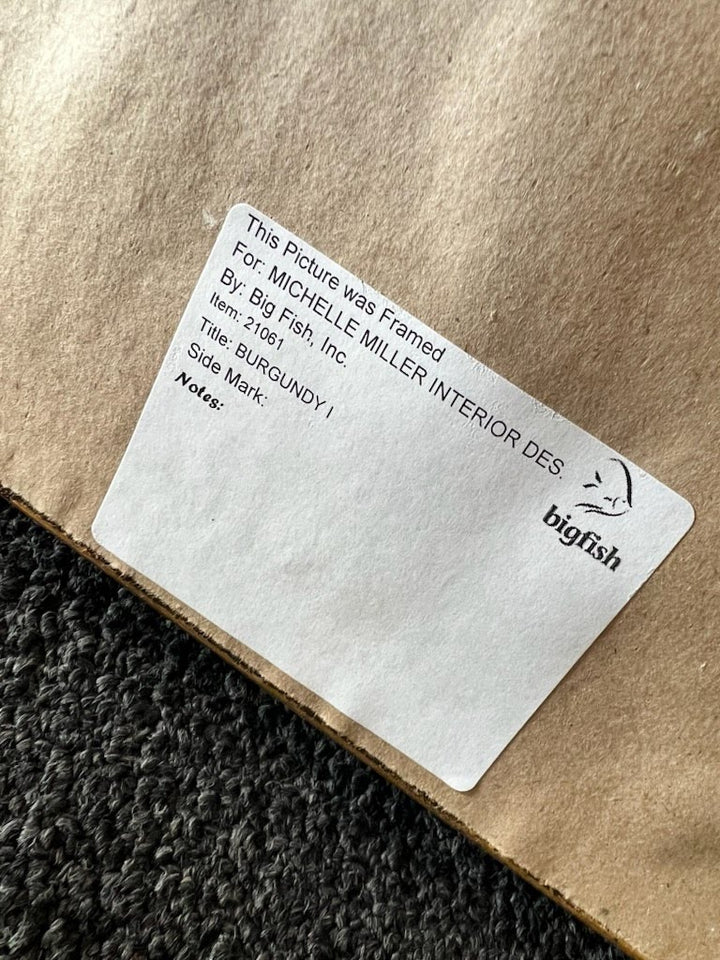 This Picture was Framed
For: MICHELLE MILLER INTERIOR DES.
By: Big Fish, Inc.
Item: 21061
Title: BURGUNDY I
Side Mark:
Notes:
bigfish